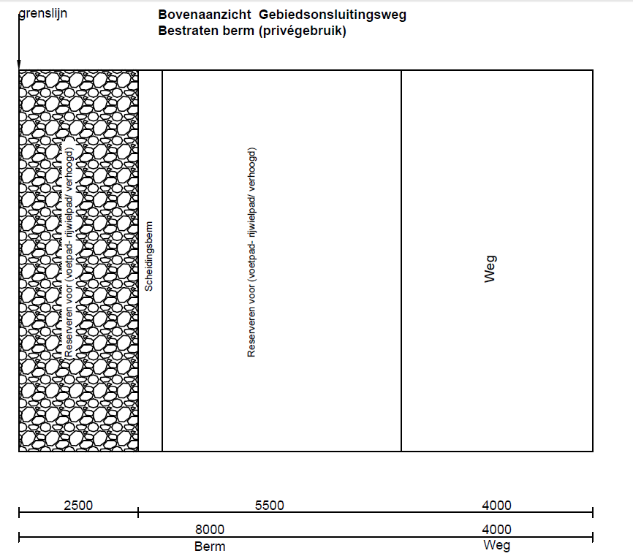 grenslijn
Bovenaanzicht Gebiedsonsluitingsweg
Bestraten berm (privégebruik)
(Reserveren voor (voetpad- rijwielpad/ verhoogd)
Scheidingsberm
Reserveren voor (voetpad- rijwielpad/ verhoogd)
Weg
2500 5500 4000
8000 4000
Berm Weg